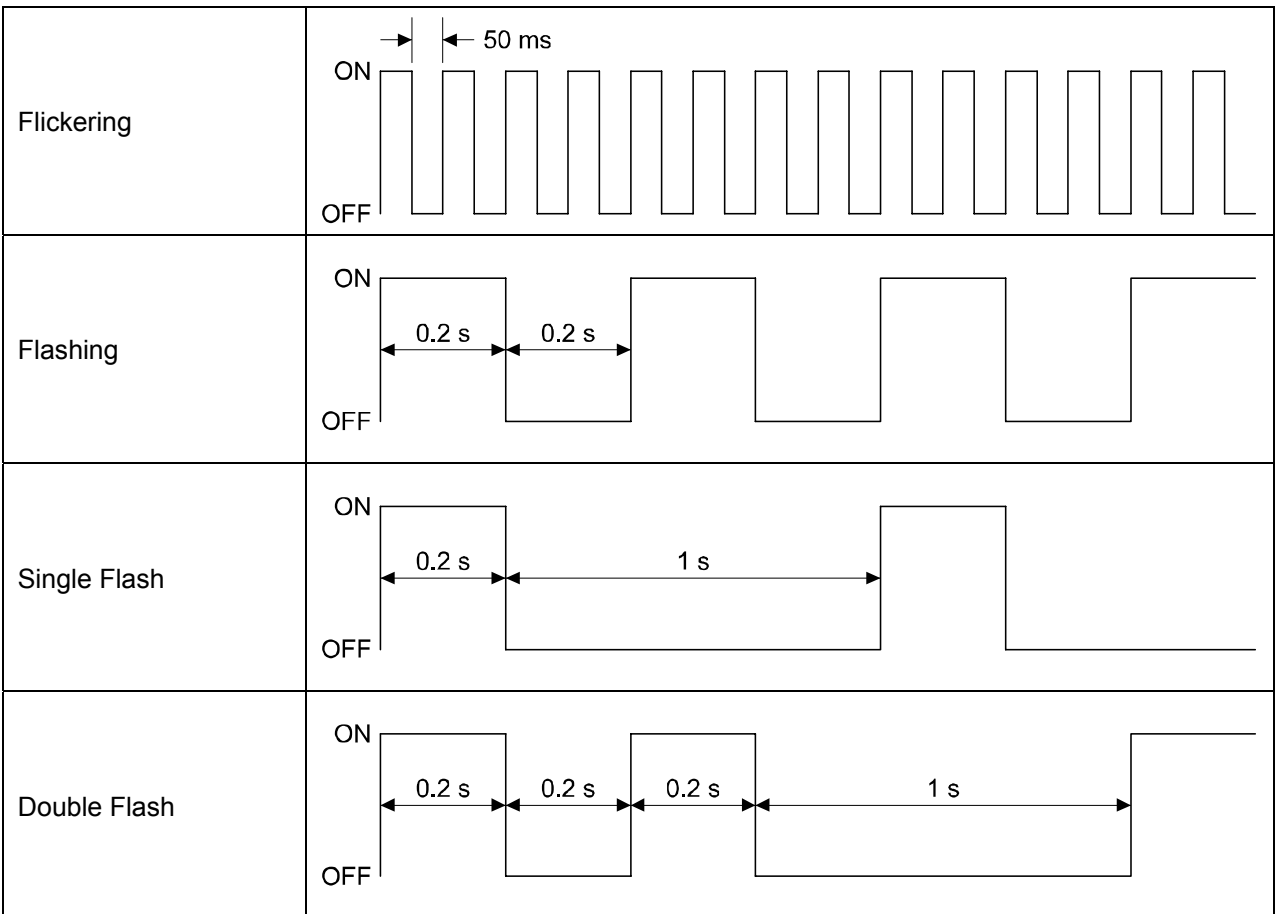 50 ms
ON
Flickering
OFF
ON
0.2 s 0.2 s
Flashing
OFF
ON
0.2 s 1 s
Single Flash
OFF
ON
0.2 s 0.2 s 0.2 s 1 s
Double Flash
OFF